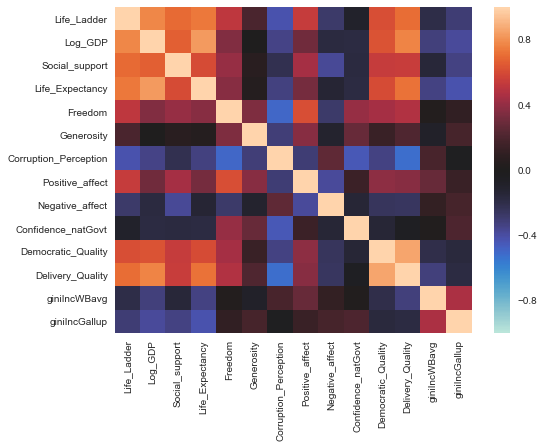 Life_Ladder
Log_GDP
Social_support
Life_Expectancy
Freedom
Generosity
Corruption_Perception
Positive_affect
Negative_affect
Confidence_natGovt
Democratic_Quality
Delivery_Quality
giniIncWBavg
giniIncGallup
Life_Ladder
Log_GDP
Social_support
Life_Expectancy
Freedom
Generosity
Corruption_Perception
Positive_affect
Negative_affect
Confidence_natGovt
Democratic_Quality
Delivery_Quality
giniIncWBavg
giniIncGallup
0.8
0.4
0.0
−0.4
−0.8